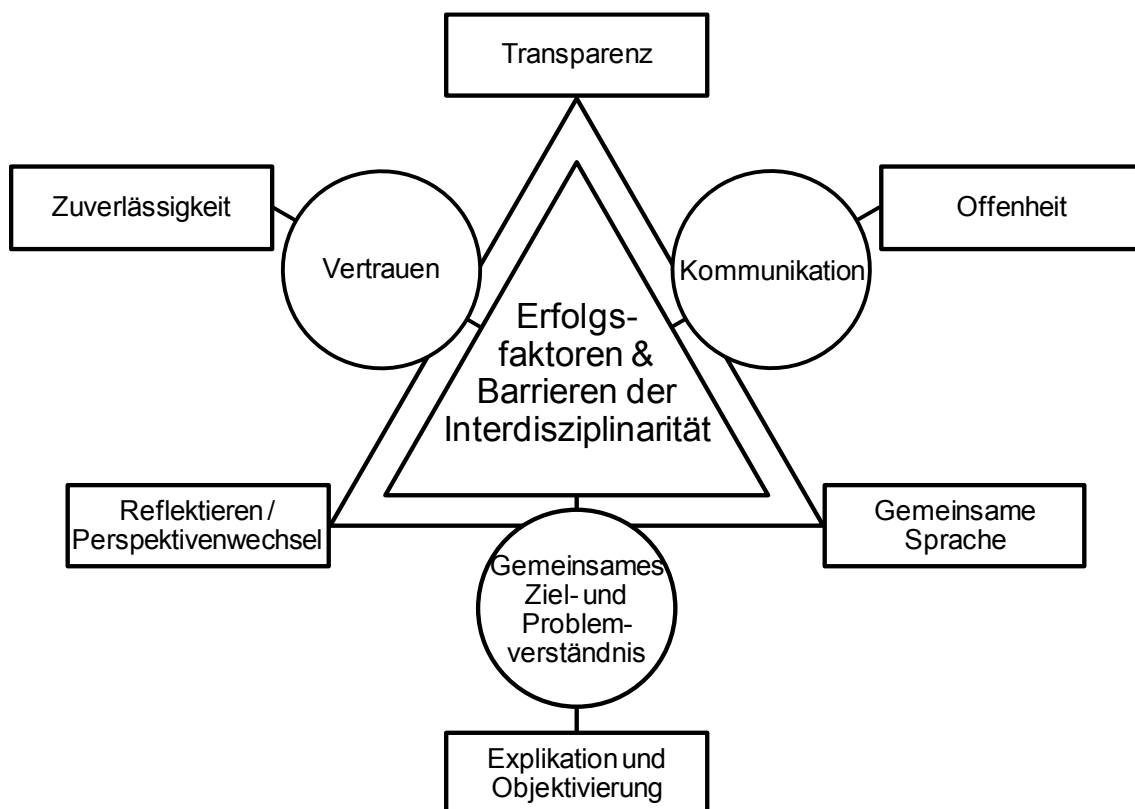 Transparenz
Zuverlässigkeit
Offenheit
Vertrauen
Kommunikation
Erfolgs-
faktoren &
Barrieren der
Interdisziplinarität
Reflektieren /
Perspektivenwechsel
Gemeinsame
Sprache
Gemeinsames
Ziel- und
Problem-
verständnis
Explikation und
Objektivierung